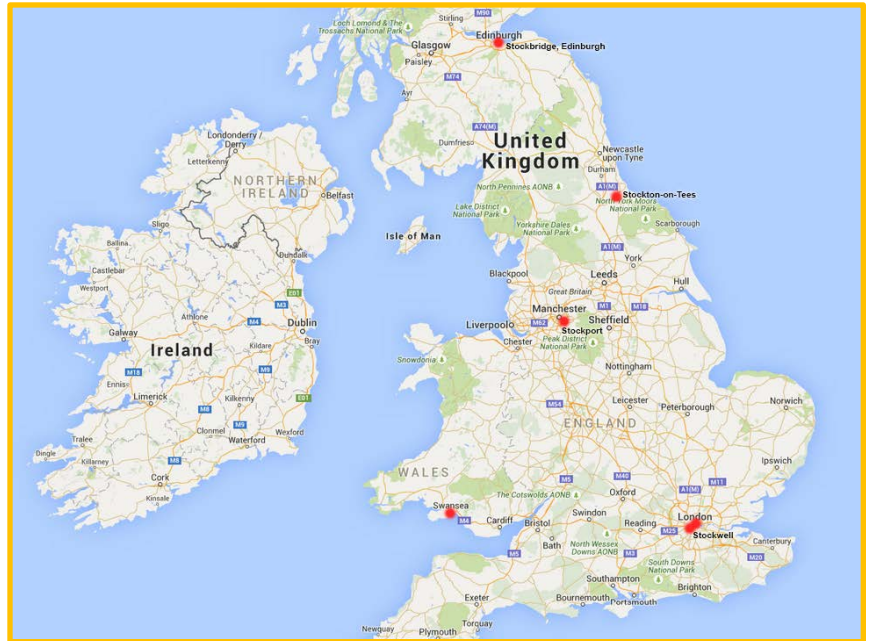 M90
Stirling
Loch Lomond & The
Trossachs National Park
Edinburgh
Stockbridge, Edinburgh
Glasgow
Paisley
M74
Ayr
A74(M)
Dumfries
United
Kingdom
Newcastle
upon Tyne
Durham
Londonderry /
Derry
Letterkenny
NORTHERN
IRELAND
Belfast
North Pennines AONB
A1(M)
Stockton-on-Tees
North York Moors
National Park
Lake District
National Park
Scarborough
Sligo
Isle of Man
Yorkshire Dales
National Park
A1(M)
Ballina
Dundalk
York
Castlebar
Blackpool
Leeds
Hull
Westport
E01
Great Britain
M3
M1
M18
Athlone
M4
Dublin
Manchester
Liverpool
M62
Stockport
Sheffield
Galway
Kildare
Bray
Chester
Peak District
National Park
Ireland
Snowdonia
M18
M9
Nottingham
Ennis
Limerick
Kilkenny
E01
M54
Leicester
Peterborough
Norwich
M8
Clonmel
M9
Wexford
ENGLAND
Tralee
Waterford
Dingle
Killarney
M8
WALES
Ipswich
Cork
M5
M40
M11
Kinsale
The Cotswolds AONB
A1(M)
Oxford
Swansea
M4
Cardiff
Bristol
Swindon
Reading
London
M25
Stockwell
Bath
North Wessex
Downs AONB
Canterbury
M5
M3
M20
South Downs
National Park
Southampton
Brighton
Exeter
Bournemouth
Portsmouth
Newquay
Torquay
Plymouth